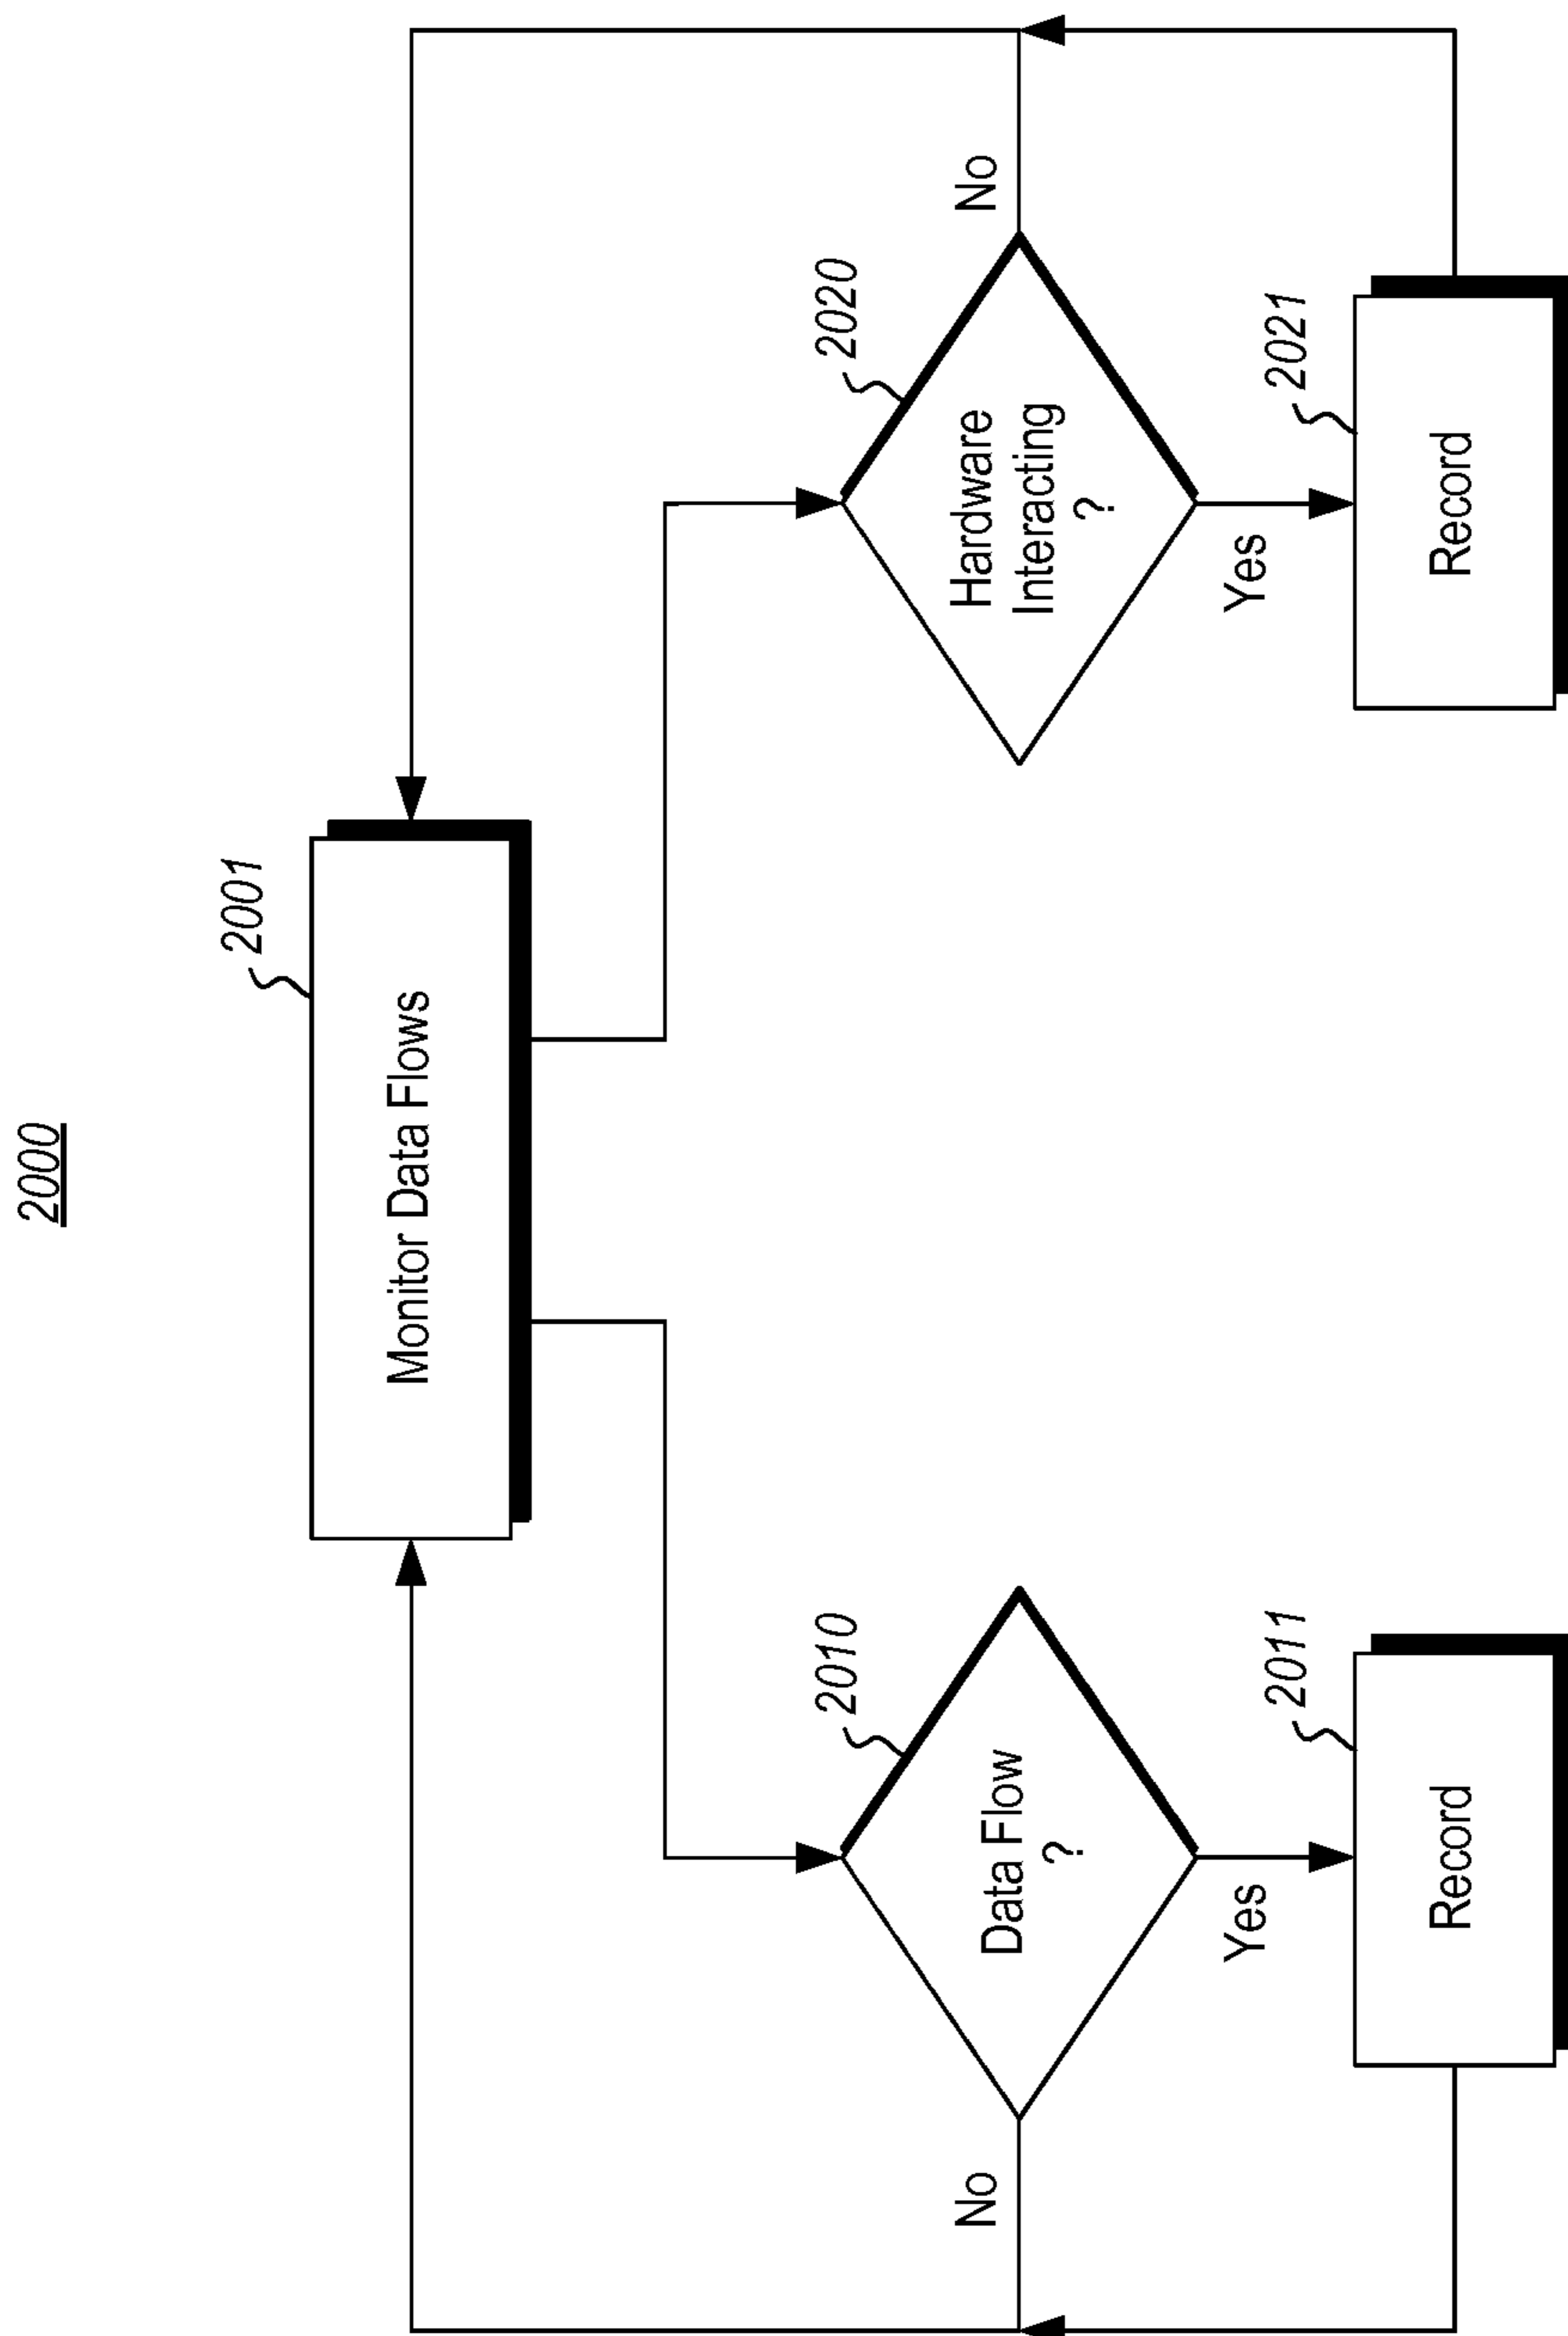 2000
2001
Monitor Data Flows
2010
Data Flow
?
No
Yes
2011
Record
2020
Hardware
Interacting
?
No
Yes
2021
Record